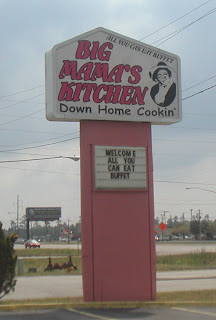 ALL YOU CAN EAT BUFFET
BIG
MAMA'S
KITCHEN
Down Home Cookin'
WELCOME
ALL YOU
CAN EAT
BUFFET